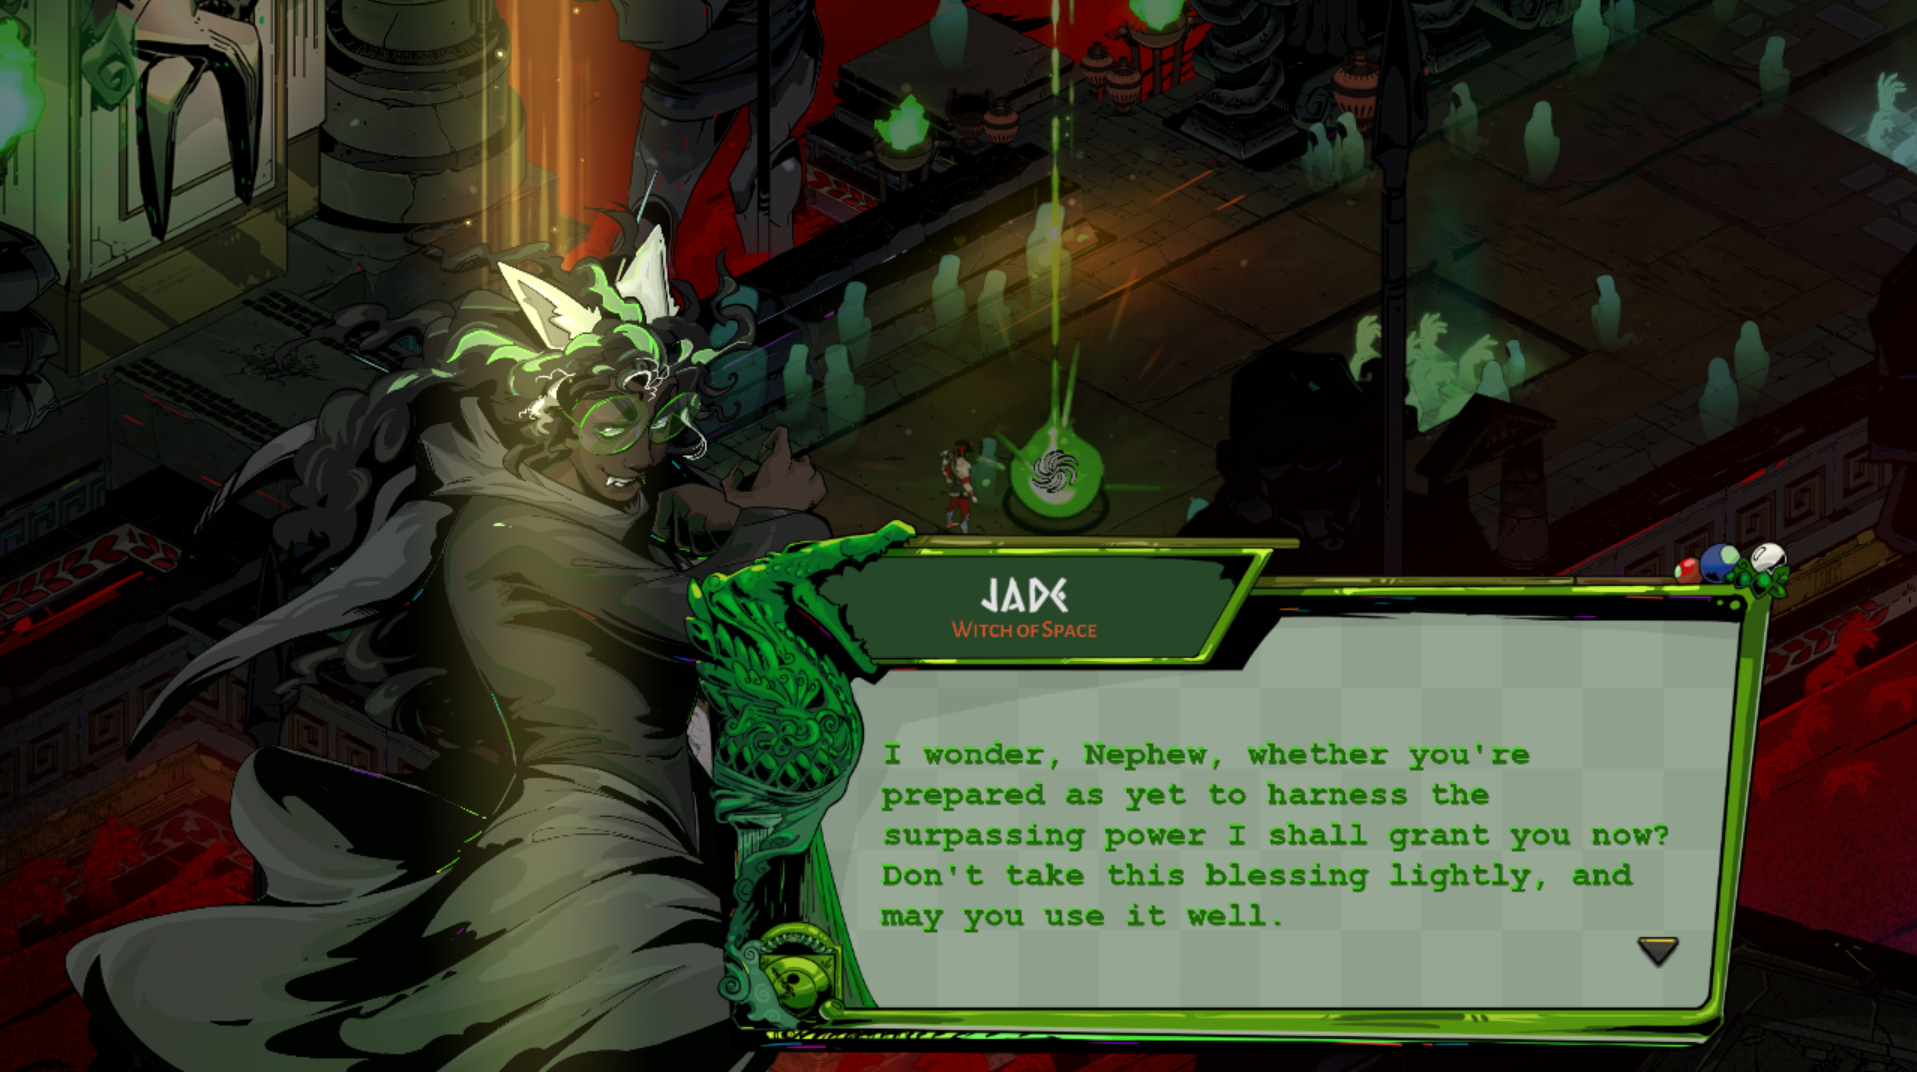 JADE
WITCH OF SPACE
I wonder, Nephew, whether you're
prepared as yet to harness the
surpassing power I shall grant you now?
Don't take this blessing lightly, and
may you use it well.